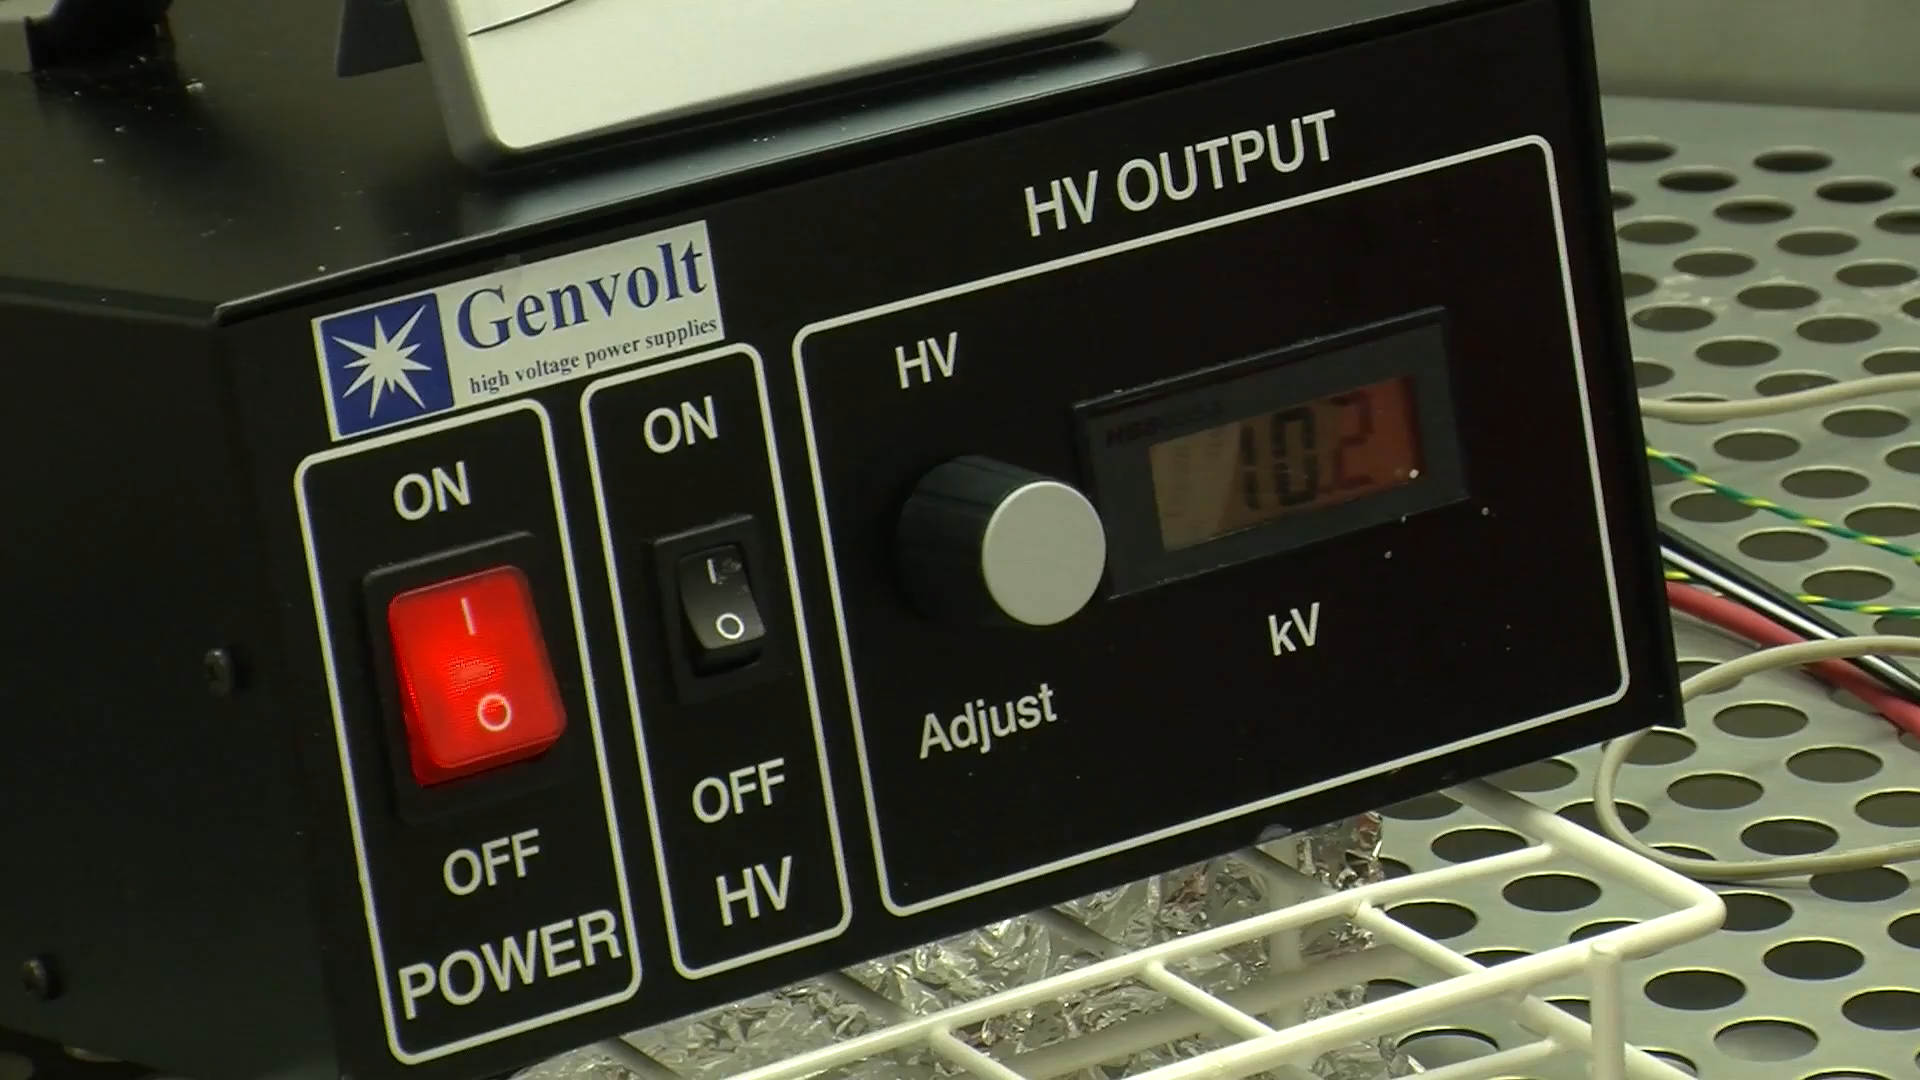 Genvolt
high voltage power supplies
HV OUTPUT
ON
OFF
POWER
ON
OFF
HV
HV
Adjust
10.2
kV